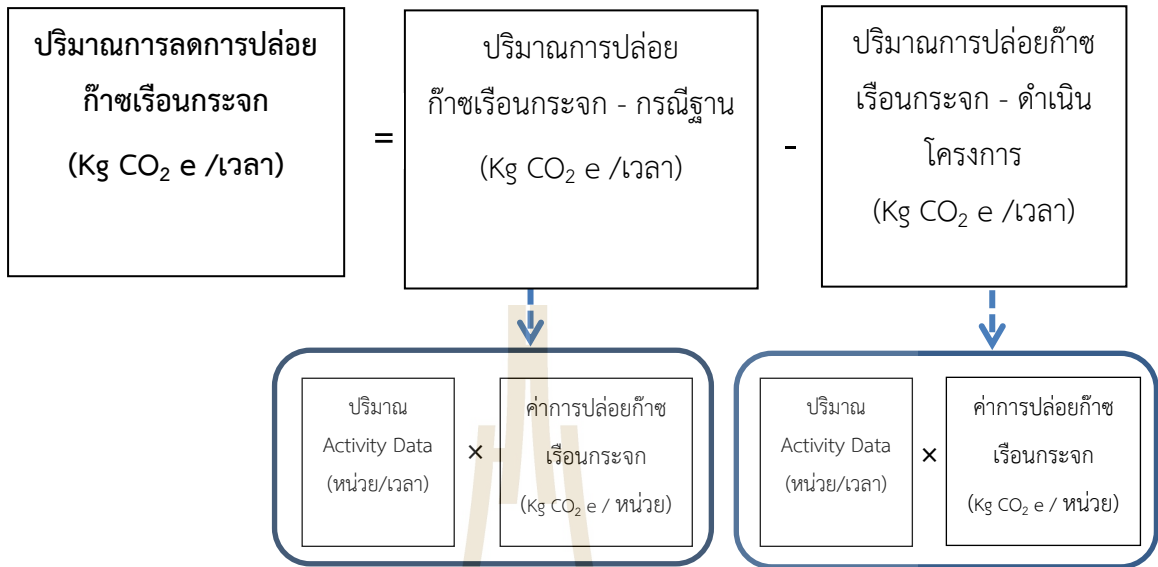 ปริมาณการลดการปล่อย
ก๊าซเรือนกระจก
(Kg CO₂ e /เวลา)
=
ปริมาณการปล่อย
ก๊าซเรือนกระจก - กรณีฐาน
(Kg CO₂ e /เวลา)
-
ปริมาณการปล่อยก๊าซ
เรือนกระจก - ดำเนิน
โครงการ
(Kg CO₂ e /เวลา)
ปริมาณ
Activity Data
(หน่วย/เวลา)
×
ค่าการปล่อยก๊าซ
เรือนกระจก
(Kg CO₂ e / หน่วย)
ปริมาณ
Activity Data
(หน่วย/เวลา)
×
ค่าการปล่อยก๊าซ
เรือนกระจก
(Kg CO₂ e / หน่วย)